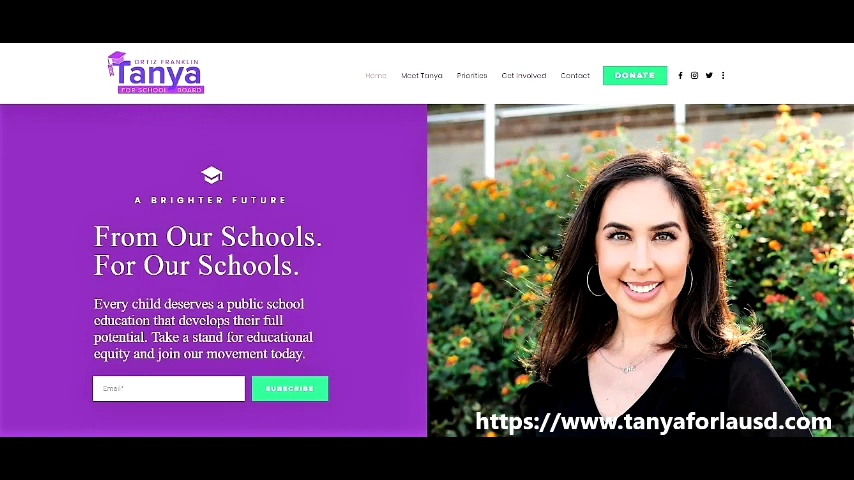 ORTIZ FRANKLIN
Tanya
FOR SCHOOL BOARD
Home Meet Tanya Priorities Get Involved Contact DONATE
A BRIGHTER FUTURE
From Our Schools.
For Our Schools.
Every child deserves a public school
education that develops their full
potential. Take a stand for educational
equity and join our movement today.
Email* SUBSCRIBE
https://www.tanyaforlausd.com